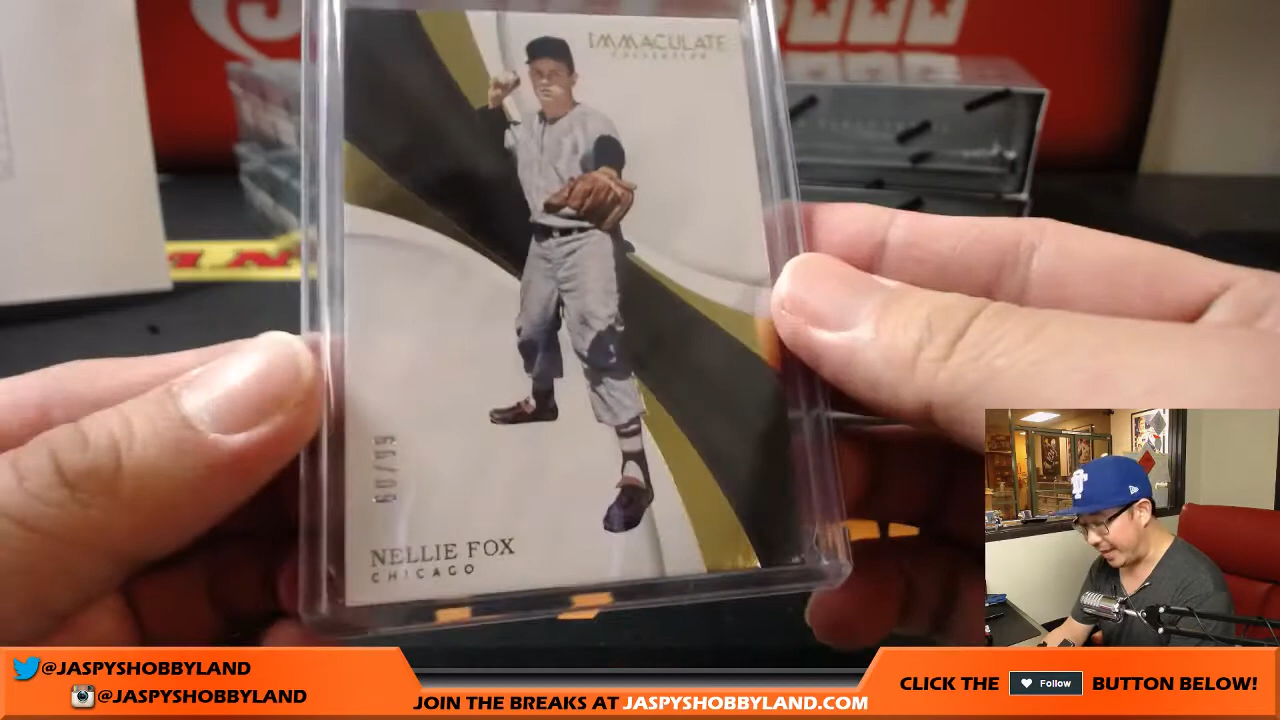 IMMACULATE
COLLECTION
60/99
NELLIE FOX
CHICAGO
@JASPYSHOBBYLAND
@JASPYSHOBBYLAND
JOIN THE BREAKS AT JASPYSHOBBYLAND.COM
CLICK THE Follow BUTTON BELOW!